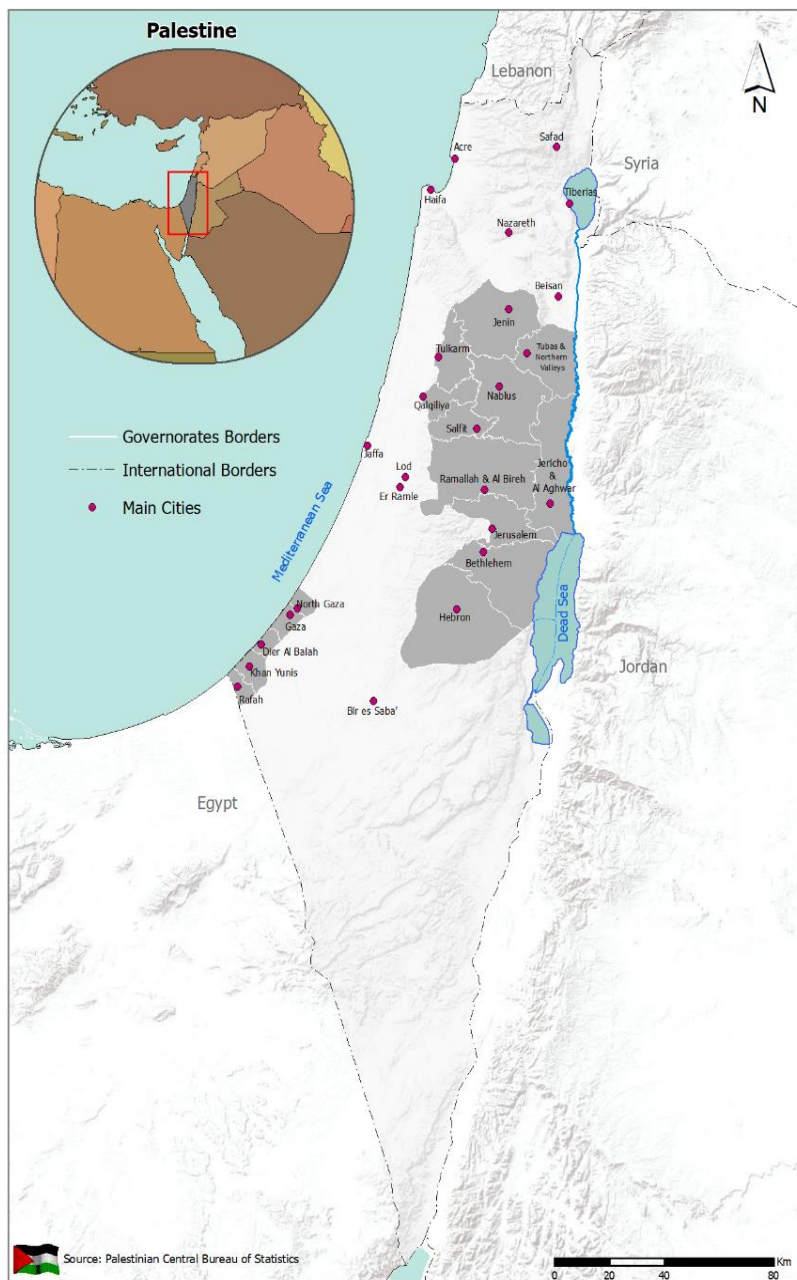 Palestine
Lebanon
N
Safad
Acre
Syria
Haifa
Tiberias
Nazareth
Beisan
Jenin
Tulkarm
Tubas &
Northern
Valleys
Nablus
Qalqiliya
Salfit
Governorates Borders
International Borders
Main Cities
Jaffa
Lod
Er Ramle
Ramallah & Al Bireh
Jericho
&
Al Aghwar
Mediterranean Sea
Jerusalem
Bethlehem
North Gaza
Gaza
Hebron
Dead Sea
Dier Al Balah
Khan Yunis
Rafah
Jordan
Bir es Saba'
Egypt
Source: Palestinian Central Bureau of Statistics
Km
0 20 40 80